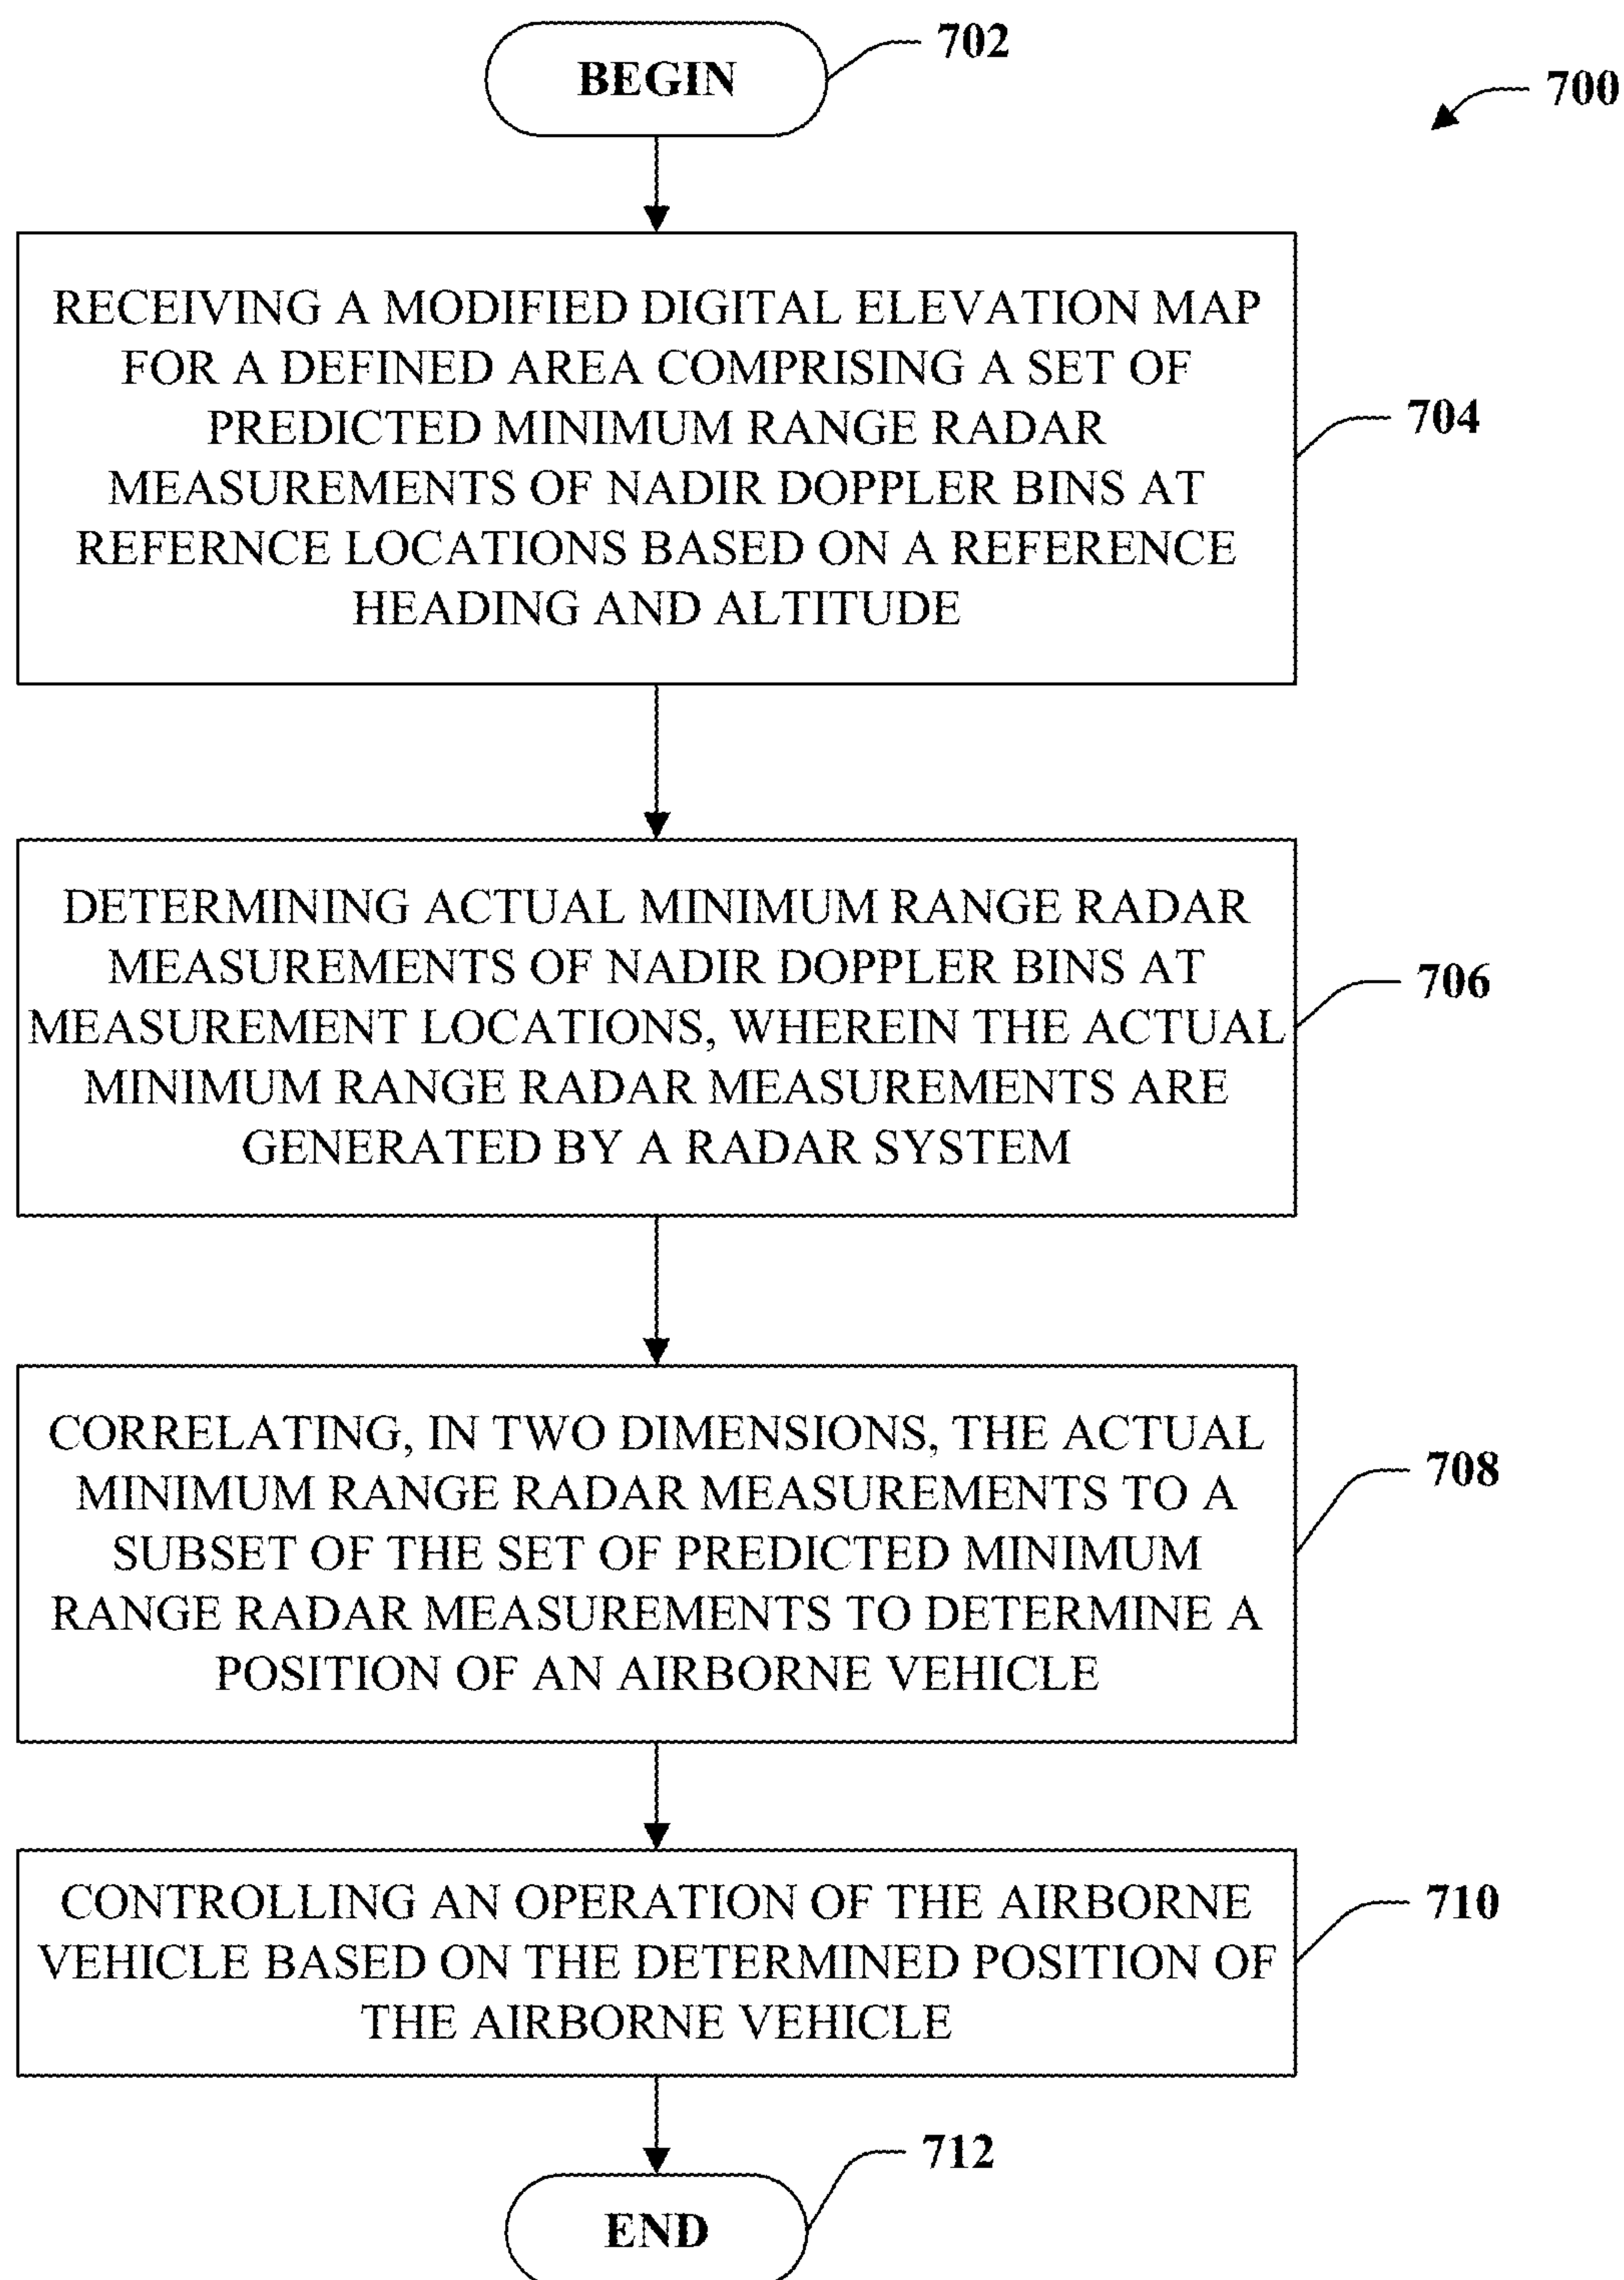 BEGIN
702
700
RECEIVING A MODIFIED DIGITAL ELEVATION MAP
FOR A DEFINED AREA COMPRISING A SET OF
PREDICTED MINIMUM RANGE RADAR
MEASUREMENTS OF NADIR DOPPLER BINS AT
REFERNCE LOCATIONS BASED ON A REFERENCE
HEADING AND ALTITUDE
704
DETERMINING ACTUAL MINIMUM RANGE RADAR
MEASUREMENTS OF NADIR DOPPLER BINS AT
MEASUREMENT LOCATIONS, WHEREIN THE ACTUAL
MINIMUM RANGE RADAR MEASUREMENTS ARE
GENERATED BY A RADAR SYSTEM
706
CORRELATING, IN TWO DIMENSIONS, THE ACTUAL
MINIMUM RANGE RADAR MEASUREMENTS TO A
SUBSET OF THE SET OF PREDICTED MINIMUM
RANGE RADAR MEASUREMENTS TO DETERMINE A
POSITION OF AN AIRBORNE VEHICLE
708
CONTROLLING AN OPERATION OF THE AIRBORNE
VEHICLE BASED ON THE DETERMINED POSITION OF
THE AIRBORNE VEHICLE
710
END
712